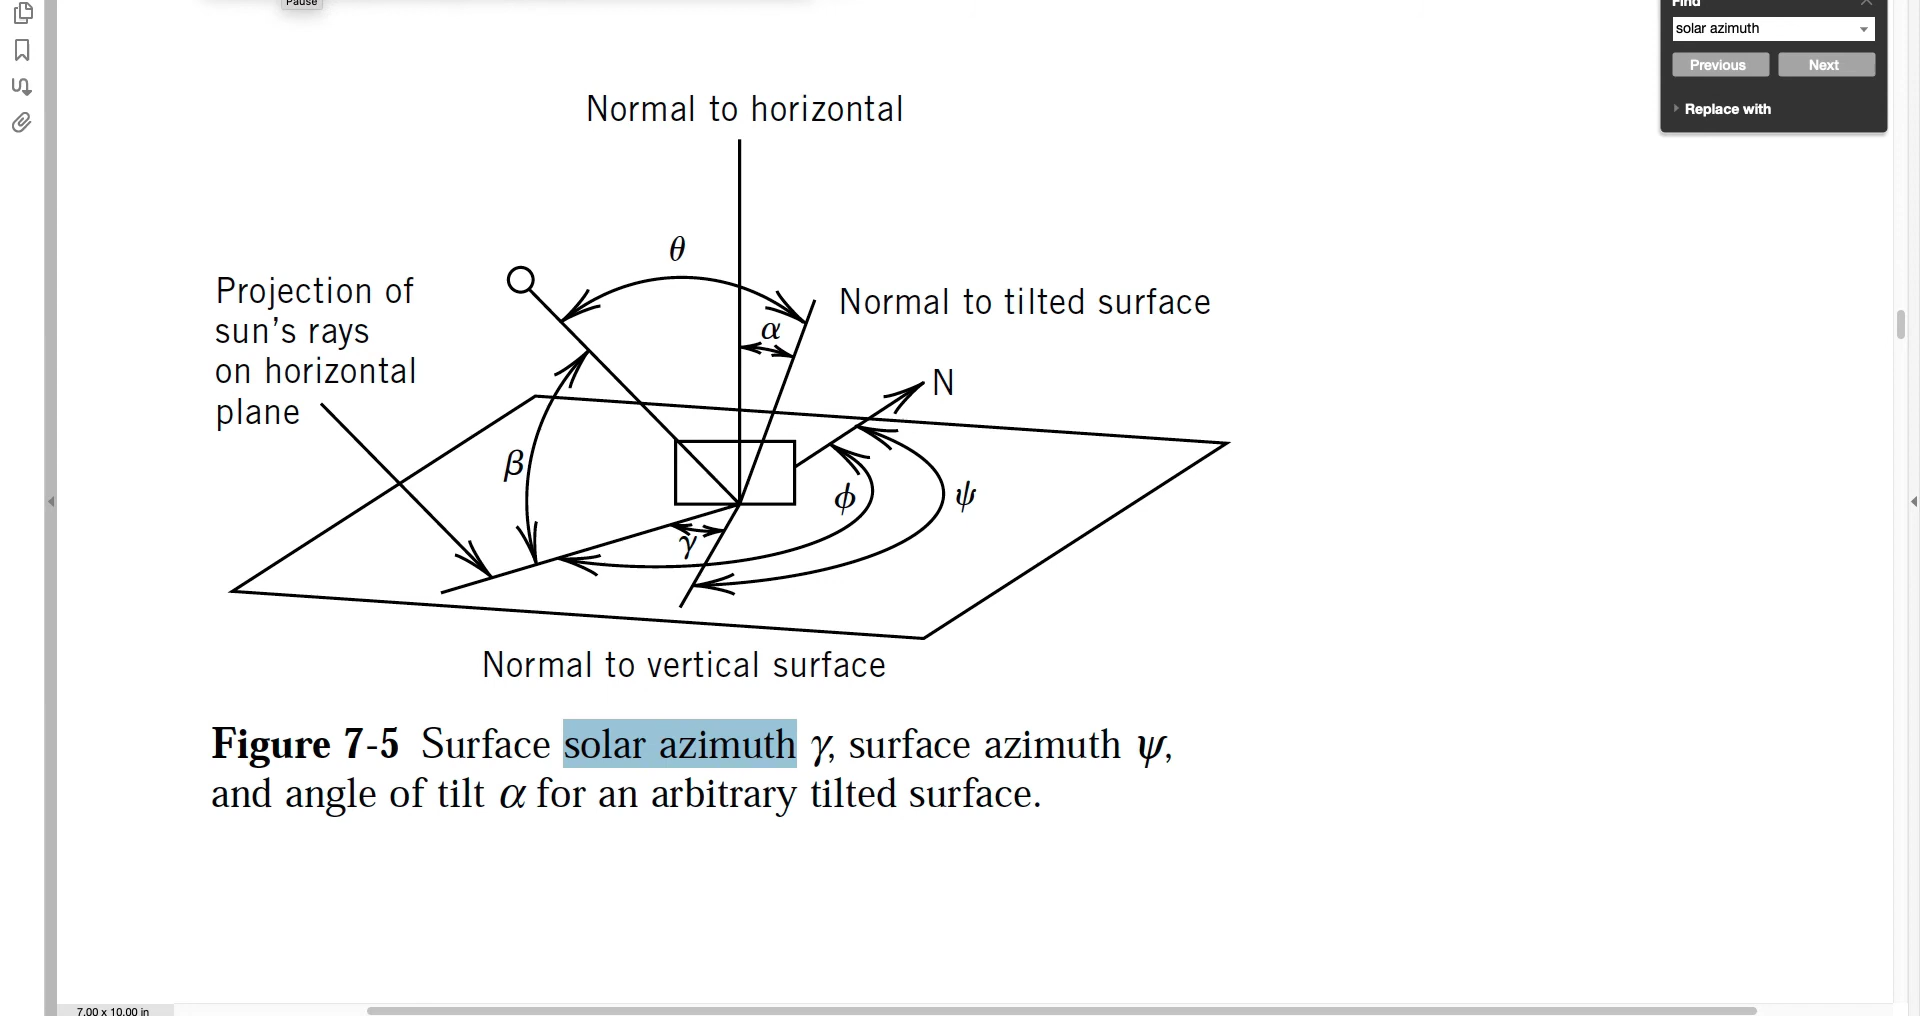 Pause
Find
solar azimuth
Previous
Next
Replace with
Normal to horizontal
θ
Projection of
sun's rays
on horizontal
plane
Normal to tilted surface
α
N
β
ϕ
ψ
γ
Normal to vertical surface
Figure 7-5 Surface solar azimuth γ, surface azimuth ψ,
and angle of tilt α for an arbitrary tilted surface.
7.00 x 10.00 in